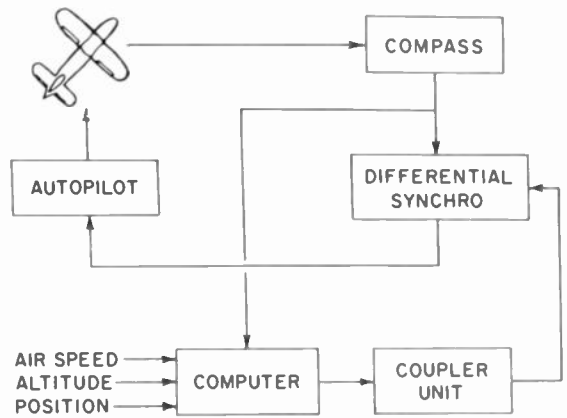 COMPASS
AUTOPILOT
DIFFERENTIAL
SYNCHRO
AIR SPEED
ALTITUDE
POSITION
COMPUTER
COUPLER
UNIT